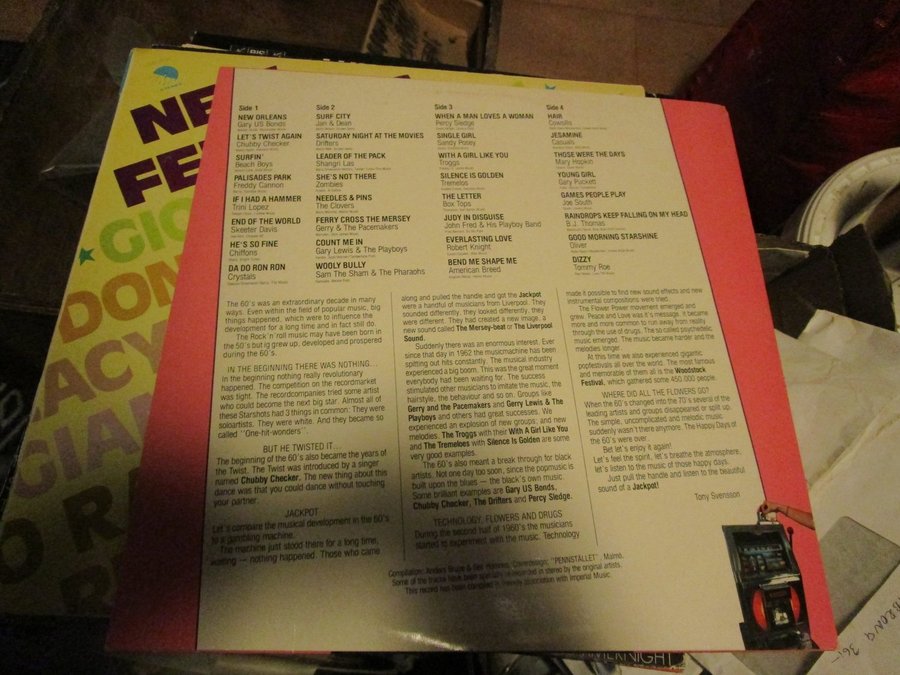 Side 1
NEW ORLEANS
Gary US Bonds
LET'S TWIST AGAIN
Chubby Checker
SURFIN'
Beach Boys
PALISADES PARK
Freddy Cannon
IF I HAD A HAMMER
Trini Lopez
END OF THE WORLD
Skeeter Davis
HE'S SO FINE
Chiffons
DA DO RON RON
Crystals
Side 2
SURF CITY
Jan & Dean
SATURDAY NIGHT AT THE MOVIES
Drifters
LEADER OF THE PACK
Shangri Las
SHE'S NOT THERE
Zombies
NEEDLES & PINS
The Clovers
FERRY CROSS THE MERSEY
Gerry & The Pacemakers
COUNT ME IN
Gary Lewis & The Playboys
WOOLY BULLY
Sam The Sham & The Pharaohs
Side 3
WHEN A MAN LOVES A WOMAN
Percy Sledge
SINGLE GIRL
Sandy Posey
WITH A GIRL LIKE YOU
Troggs
SILENCE IS GOLDEN
Tremelos
THE LETTER
Box Tops
JUDY IN DISGUISE
John Fred & His Playboy Band
EVERLASTING LOVE
Robert Knight
BEND ME SHAPE ME
American Breed
Side 4
HAIR
Cowsills
JESAMINE
Casuals
THOSE WERE THE DAYS
Mary Hopkin
YOUNG GIRL
Gary Puckett
GAMES PEOPLE PLAY
Joe South
RAINDROPS KEEP FALLING ON MY HEAD
B.J. Thomas
GOOD MORNING STARSHINE
Oliver
DIZZY
Tommy Roe
The 60's was an extraordinary decade in many
ways. Even within the field of popular music, big
things happened, which were to influence the
development for a long time and in fact still do.
The Rock 'n' roll music may have been born in
the 50's but is grew up, developed and prospered
during the 60's.
IN THE BEGINNING THERE WAS NOTHING...
In the beginning nothing really revolutionary
happened. The competition on the recordmarket
was tight. The recordcompanies tried some artist
who could become the next big star. Almost all of
these Starshots had 3 things in common: They were
soloartists. They were white. And they became so
called "One-hit-wonders".
BUT HE TWISTED IT...
The beginning of the 60's also became the years of
the Twist. The Twist was introduced by a singer
named Chubby Checker. The new thing about this
dance was that you could dance without touching
your partner.
JACKPOT
Let's compare the musical development in the 60's
to a gambling machine.
The machine just stood there for a long time,
waiting – nothing happened. Those who came
along and pulled the handle and got the Jackpot
were a handful of musicians from Liverpool. They
sounded differently, they looked differently, they
were different. They had created a new image, a
new sound called The Mersey-beat or The Liverpool
Sound.
Suddenly there was an enormous interest. Ever
since that day in 1962 the musicmachine has been
spitting out hits constantly. The musical industry
experienced a big boom. This was the great moment
everybody had been waiting for. The success
stimulated other musicians to imitate the music, the
hairstyle, the behaviour and so on. Groups like
Gerry and the Pacemakers and Gerry Lewis & The
Playboys and others had great successes. We
experienced an explosion of new groups; and new
melodies. The Troggs with their With A Girl Like You
and The Tremeloes with Silence Is Golden are some
very good examples.
The 60's also meant a break through for black
artists. Not one day too soon, since the popmusic is
built upon the blues – the black's own music.
Some brilliant examples are Gary US Bonds,
Chubby Checker, The Drifters and Percy Sledge.
TECHNOLOGY, FLOWERS AND DRUGS
During the second half of 1960's the musicians
started to experiment with the music. Technology
made it possible to find new sound effects and new
instrumental compositions were tried.
The Flower Power movement emerged and
grew. Peace and Love was it's message. It became
more and more common to run away from reality
through the use of drugs. The so called psychedelic
music emerged. The music became harder and the
melodies longer.
At this time we also experienced gigantic
popfestivals all over the world. The most famous
and memorable of them all is the Woodstock
Festival, which gathered some 450.000 people.
WHERE DID ALL THE FLOWERS GO?
When the 60's changed into the 70's several of the
leading artists and groups disappeared or split up.
The simple, uncomplicated and melodic music
suddenly wasn't there anymore. The Happy Days of
the 60's were over.
Bet let's enjoy it again!
Let's feel the spirit, let's breathe the atmosphere,
let's listen to the music of those happy days.
Just pull the handle and listen to the beautiful
sound of a Jackpot!
Tony Svensson
Some of the tracks have been specially re-recorded in stereo by the original artists.
This record has been compiled in friendly association with Imperial Music.